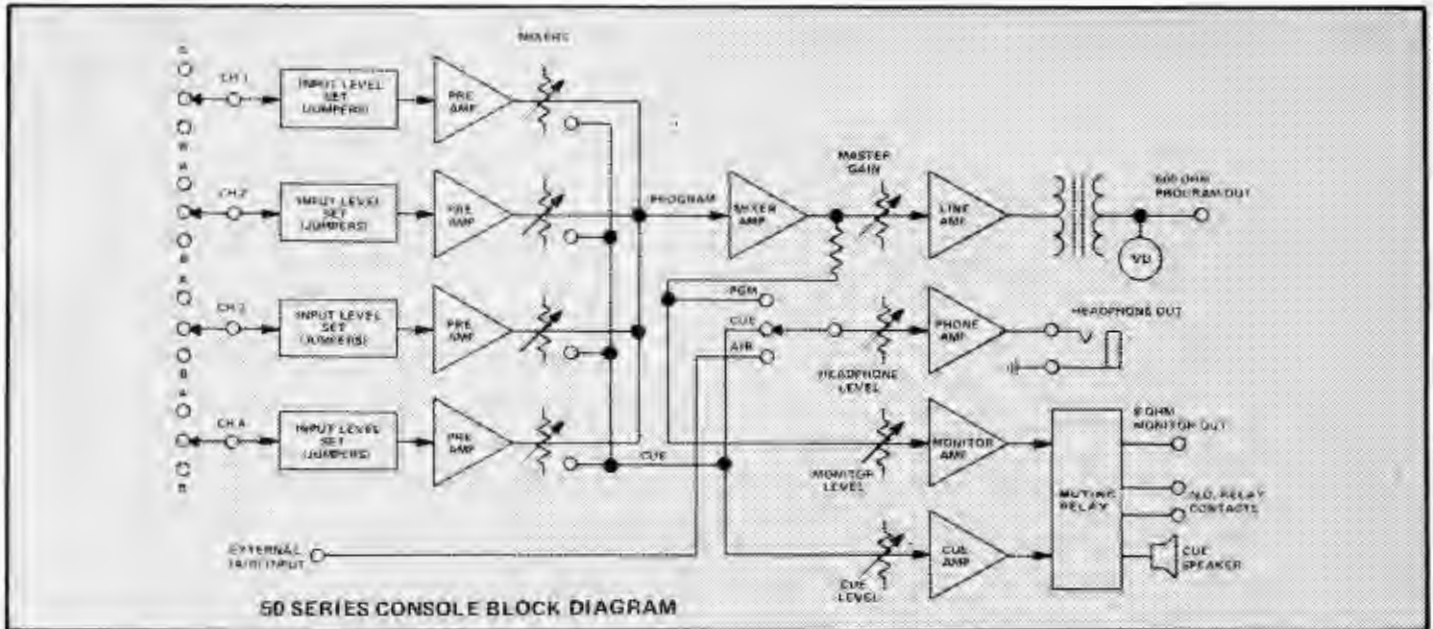 MIXERS
CH 1
INPUT LEVEL
SET
(JUMPERS)
PRE
AMP
CH 2
INPUT LEVEL
SET
(JUMPERS)
PRE
AMP
PROGRAM
MIXER
AMP
MASTER
GAIN
LINE
AMP
600 OHM
PROGRAM OUT
VU
CH 3
INPUT LEVEL
SET
(JUMPERS)
PRE
AMP
PGM
CUE
AIR
HEADPHONE
LEVEL
PHONE
AMP
HEADPHONE OUT
CH 4
INPUT LEVEL
SET
(JUMPERS)
PRE
AMP
CUE
MONITOR
LEVEL
MONITOR
AMP
MUTING
RELAY
8 OHM
MONITOR OUT
N.O. RELAY
CONTACTS
EXTERNAL
INPUT
CUE
LEVEL
CUE
AMP
CUE
SPEAKER
50 SERIES CONSOLE BLOCK DIAGRAM